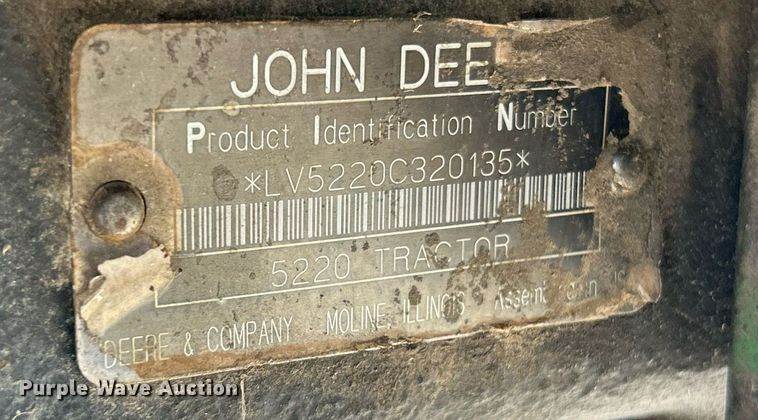 JOHN DEE
Product Identification Number
*LV5220C320135*
5220 TRACTOR
DEERE & COMPANY MOLINE, ILLINOIS
Purple Wave Auction